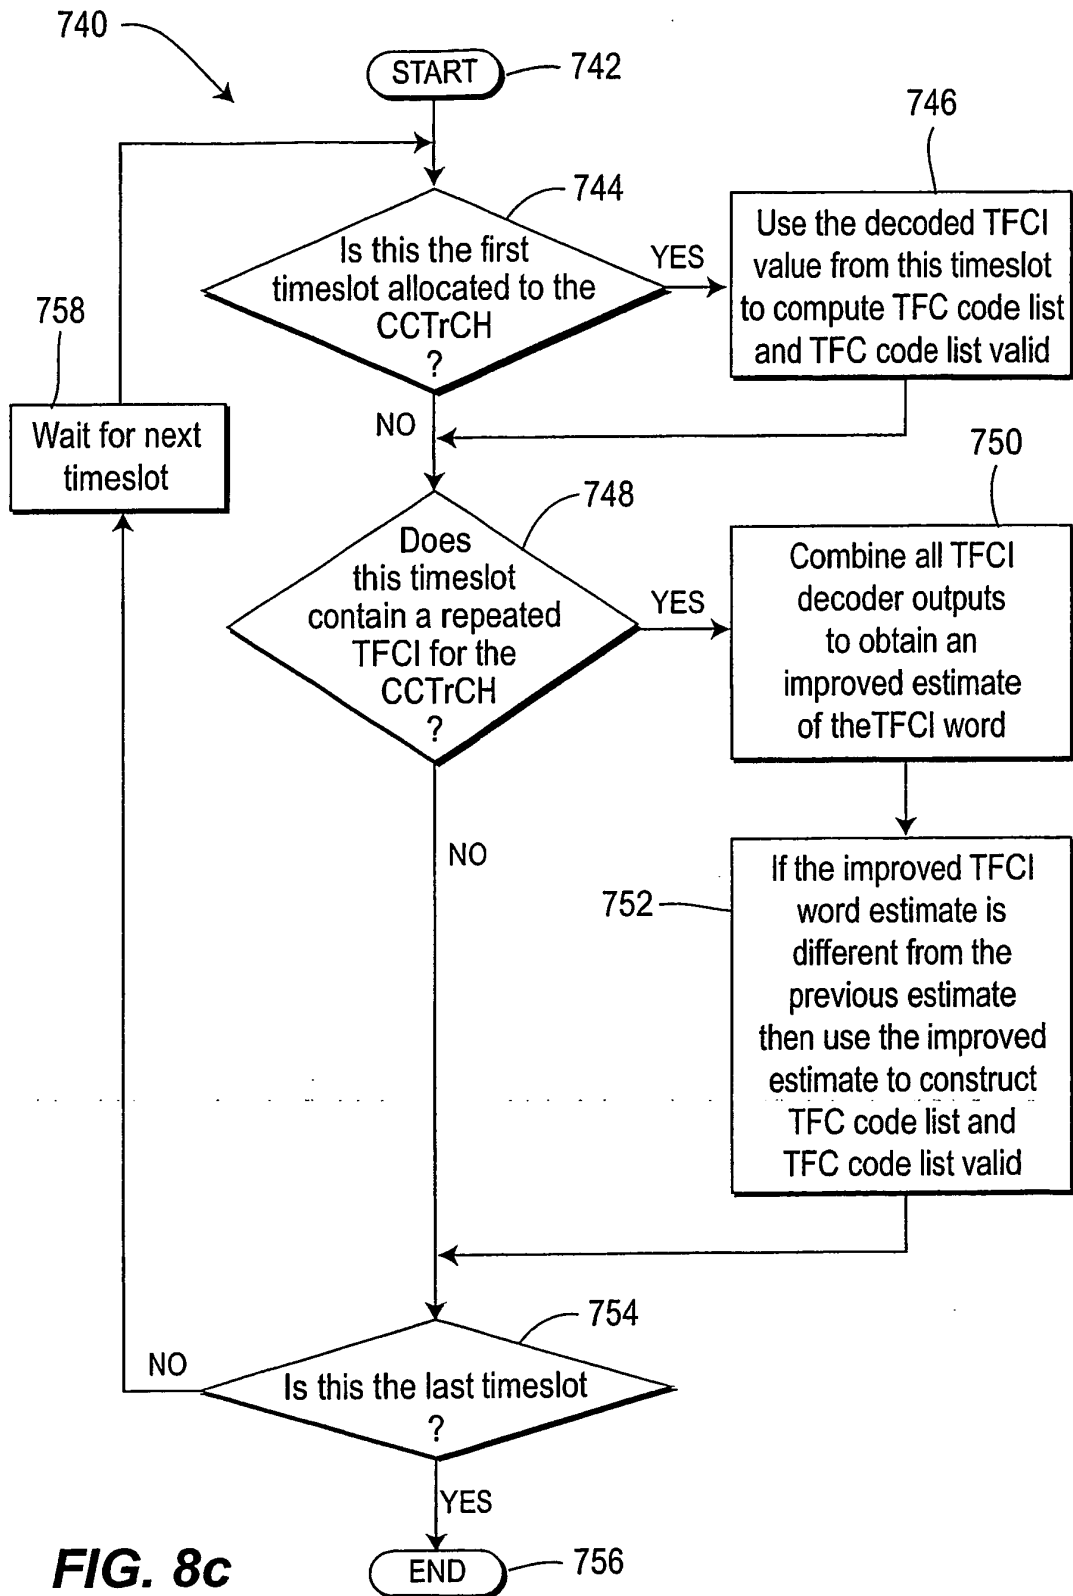 740
START
742
746
744
Is this the first
timeslot allocated to the
CCTrCH
?
YES
Use the decoded TFCI
value from this timeslot
to compute TFC code list
and TFC code list valid
758
Wait for next
timeslot
NO
748
Does
this timeslot
contain a repeated
TFCI for the
CCTrCH
?
YES
750
Combine all TFCI
decoder outputs
to obtain an
improved estimate
of theTFCI word
NO
752
If the improved TFCI
word estimate is
different from the
previous estimate
then use the improved
estimate to construct
TFC code list and
TFC code list valid
754
NO
Is this the last timeslot
?
YES
END
756
FIG. 8c